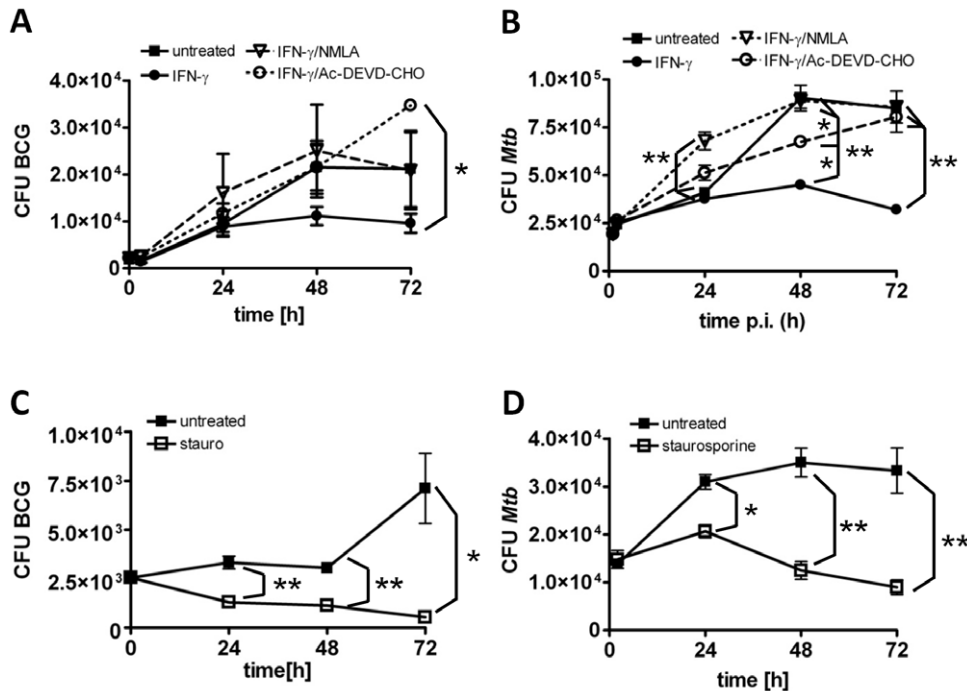 A
untreated
IFN-γ/NMLA
IFN-γ
IFN-γ/Ac-DEVD-CHO
CFU BCG
4.0×10⁴
3.0×10⁴
2.0×10⁴
1.0×10⁴
0
*
0 24 48 72
time [h]
B
untreated
IFN-γ/NMLA
IFN-γ
IFN-γ/Ac-DEVD-CHO
CFU Mtb
1.0×10⁵
7.5×10⁴
5.0×10⁴
2.5×10⁴
0
**
*
*
**
**
0 24 48 72
time p.i. (h)
C
untreated
stauro
CFU BCG
1.0×10⁴
7.5×10³
5.0×10³
2.5×10³
0
**
**
*
0 24 48 72
time[h]
D
untreated
staurosporine
CFU Mtb
4.0×10⁴
3.0×10⁴
2.0×10⁴
1.0×10⁴
0
*
**
**
0 24 48 72
time [h]